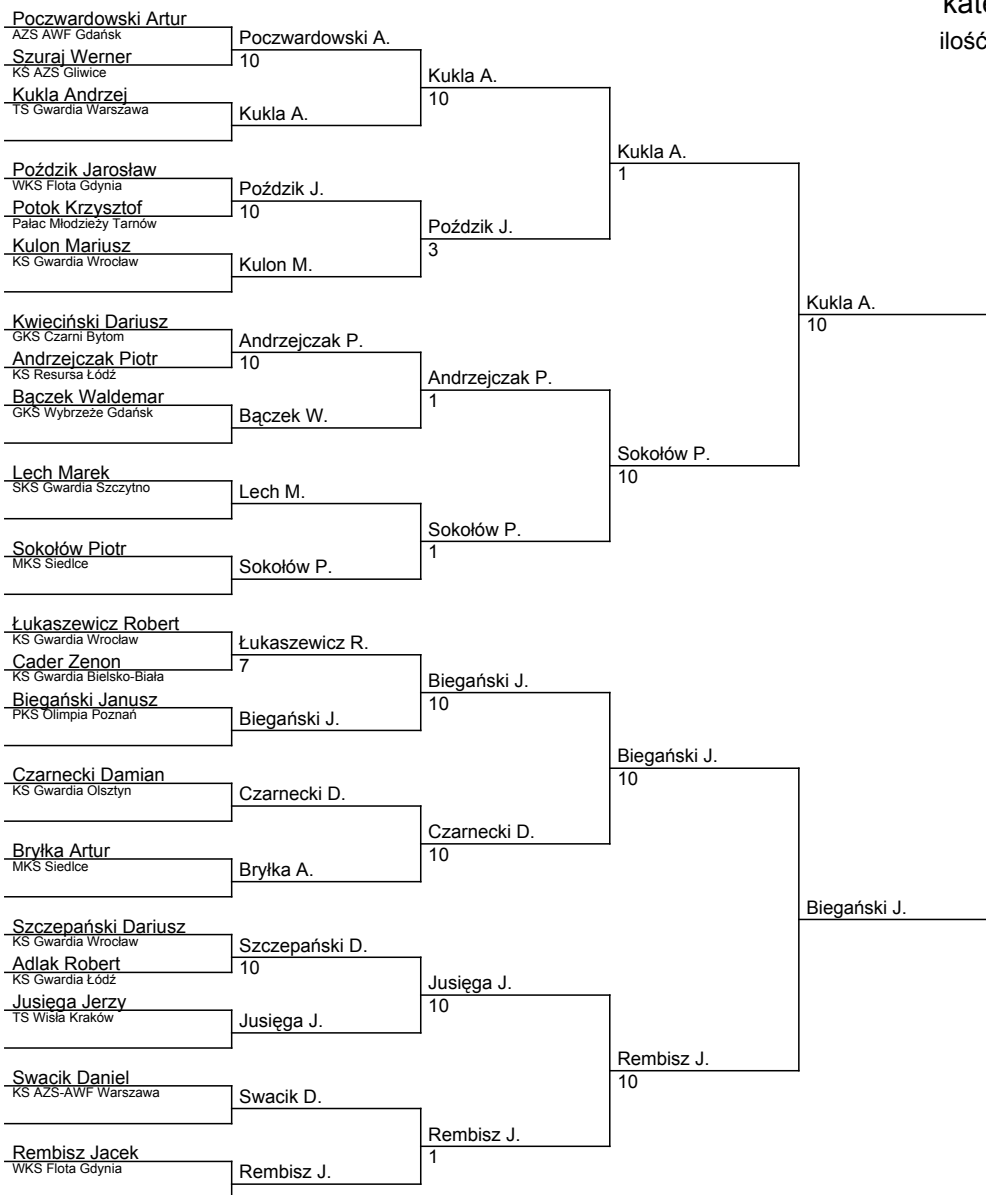 kate
ilość
Poczwardowski Artur
AZS AWF Gdańsk
Szuraj Werner
KS AZS Gliwice
Kukla Andrzej
TS Gwardia Warszawa
Poździk Jarosław
WKS Flota Gdynia
Potok Krzysztof
Pałac Młodzieży Tarnów
Kulon Mariusz
KS Gwardia Wrocław
Kwieciński Dariusz
GKS Czarni Bytom
Andrzejczak Piotr
KS Resursa Łódź
Bączek Waldemar
GKS Wybrzeże Gdańsk
Lech Marek
SKS Gwardia Szczytno
Sokołów Piotr
MKS Siedlce
Łukaszewicz Robert
KS Gwardia Wrocław
Cader Zenon
KS Gwardia Bielsko-Biała
Biegański Janusz
PKS Olimpia Poznań
Czarnecki Damian
KS Gwardia Olsztyn
Bryłka Artur
MKS Siedlce
Szczepański Dariusz
KS Gwardia Wrocław
Adlak Robert
KS Gwardia Łódź
Jusięga Jerzy
TS Wisła Kraków
Swacik Daniel
KS AZS-AWF Warszawa
Rembisz Jacek
WKS Flota Gdynia
Poczwardowski A.
10
Kukla A.
Poździk J.
10
Kulon M.
Andrzejczak P.
10
Bączek W.
Lech M.
Sokołów P.
Łukaszewicz R.
7
Biegański J.
Czarnecki D.
Bryłka A.
Szczepański D.
10
Jusięga J.
Swacik D.
Rembisz J.
Kukla A.
10
Poździk J.
3
Andrzejczak P.
1
Sokołów P.
1
Biegański J.
10
Czarnecki D.
10
Jusięga J.
10
Rembisz J.
1
Kukla A.
1
Sokołów P.
10
Biegański J.
10
Rembisz J.
10
Kukla A.
10
Biegański J.